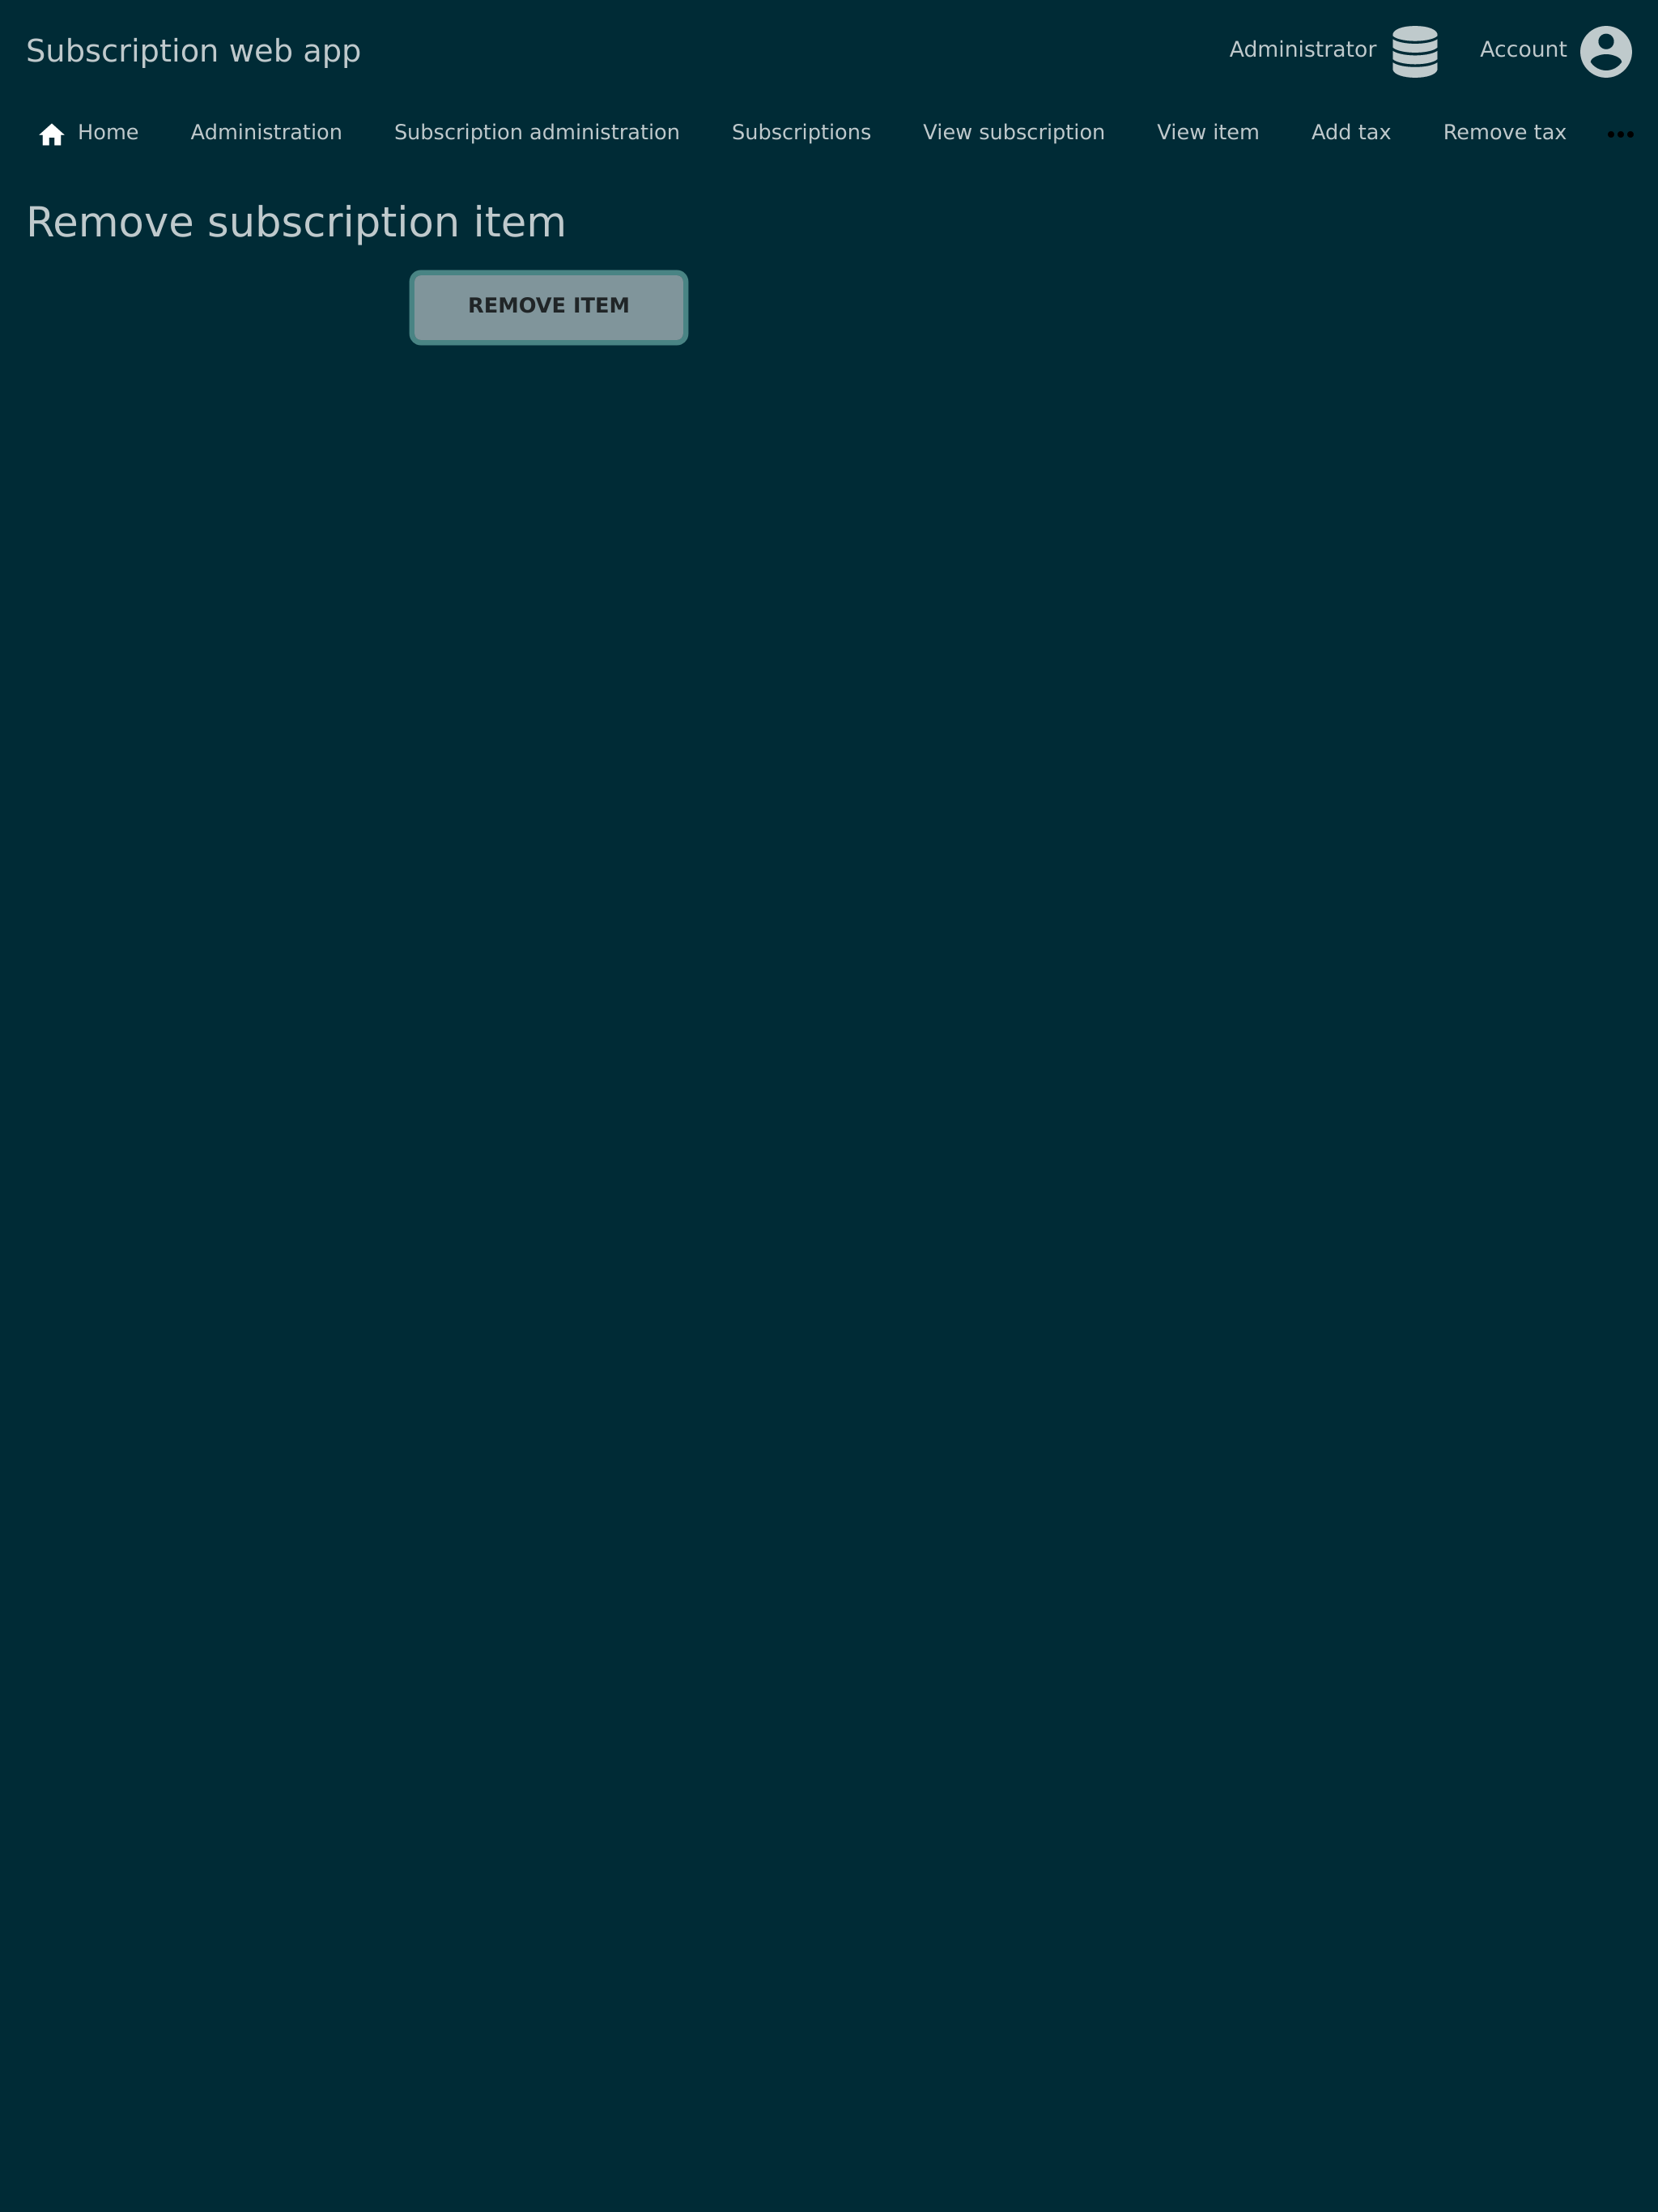 Subscription web app
Administrator
Account
Home
Administration
Subscription administration
Subscriptions
View subscription
View item
Add tax
Remove tax
Remove subscription item
REMOVE ITEM